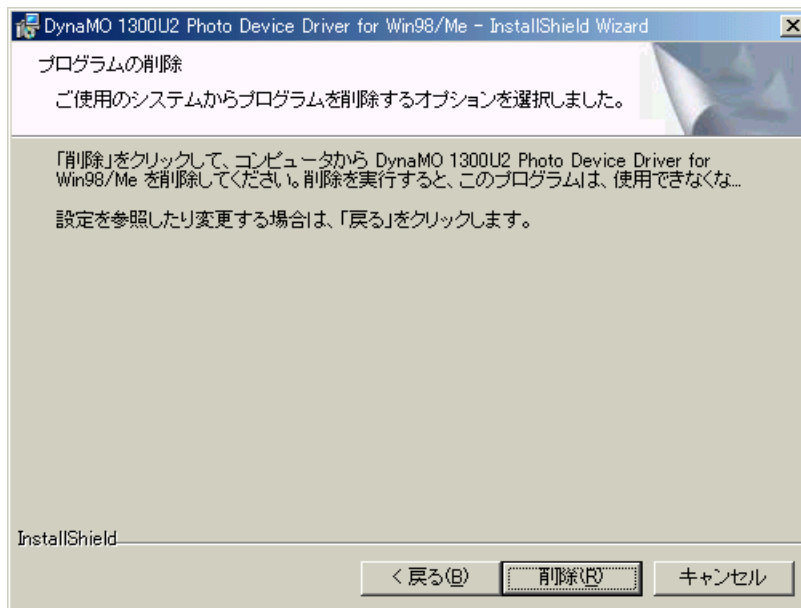 DynaMO 1300U2 Photo Device Driver for Win98/Me - InstallShield Wizard
プログラムの削除
ご使用のシステムからプログラムを削除するオプションを選択しました。
「削除」をクリックして、コンピュータから DynaMO 1300U2 Photo Device Driver for
Win98/Me を削除してください。削除を実行すると、このプログラムは、使用できなくな...
設定を参照したり変更する場合は、「戻る」をクリックします。
InstallShield
< 戻る(B)
削除(R)
キャンセル